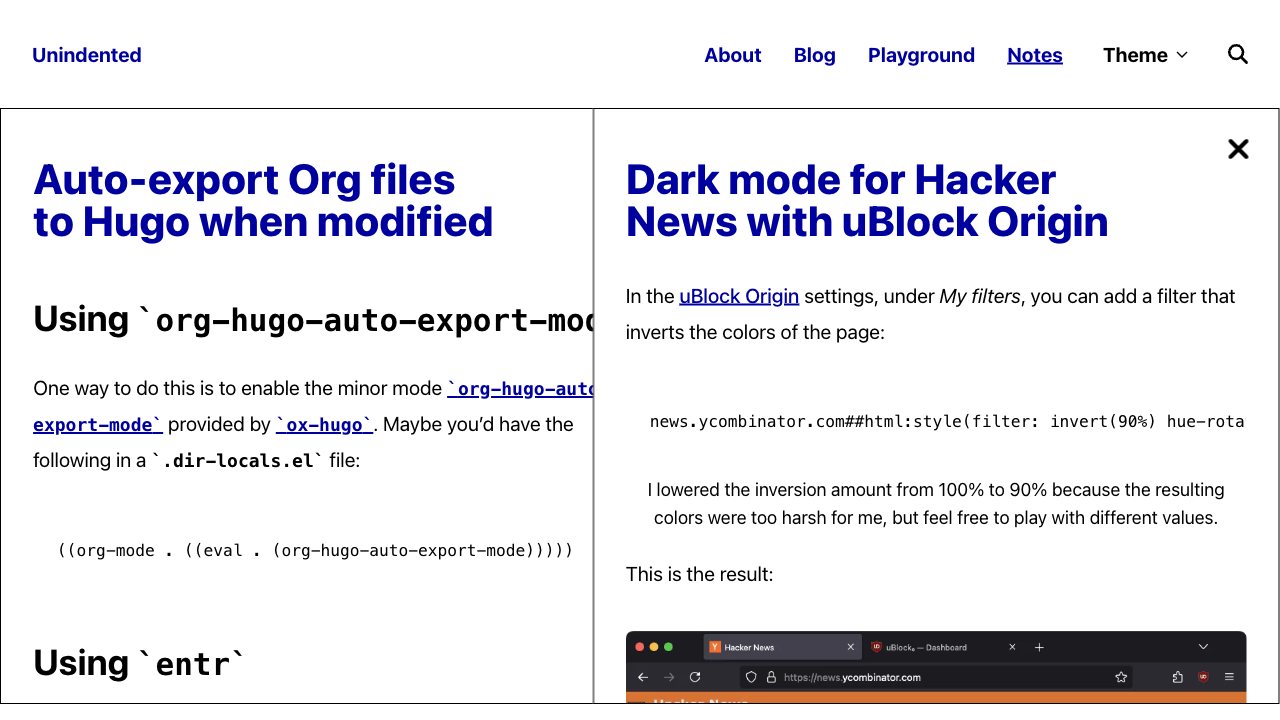 Unindented
About
Blog
Playground
Notes
Theme
Auto-export Org files
to Hugo when modified
Using `org-hugo-auto-export-mod
One way to do this is to enable the minor mode `org-hugo-auto
export-mode` provided by `ox-hugo`. Maybe you’d have the
following in a `.dir-locals.el` file:
((org-mode . ((eval . (org-hugo-auto-export-mode)))))
Using `entr`
Dark mode for Hacker
News with uBlock Origin
In the uBlock Origin settings, under My filters, you can add a filter that
inverts the colors of the page:
news.ycombinator.com##html:style(filter: invert(90%) hue-rota
I lowered the inversion amount from 100% to 90% because the resulting
colors were too harsh for me, but feel free to play with different values.
This is the result:
Hacker News
uBlock₀ — Dashboard
https://news.ycombinator.com
Hacker News